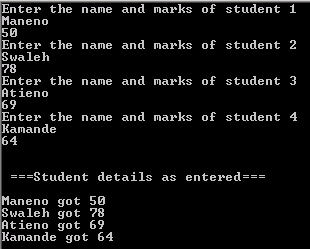 Enter the name and marks of student 1
Maneno
50
Enter the name and marks of student 2
Swaleh
78
Enter the name and marks of student 3
Atieno
69
Enter the name and marks of student 4
Kamande
64
===Student details as entered===
Maneno got 50
Swaleh got 78
Atieno got 69
Kamande got 64